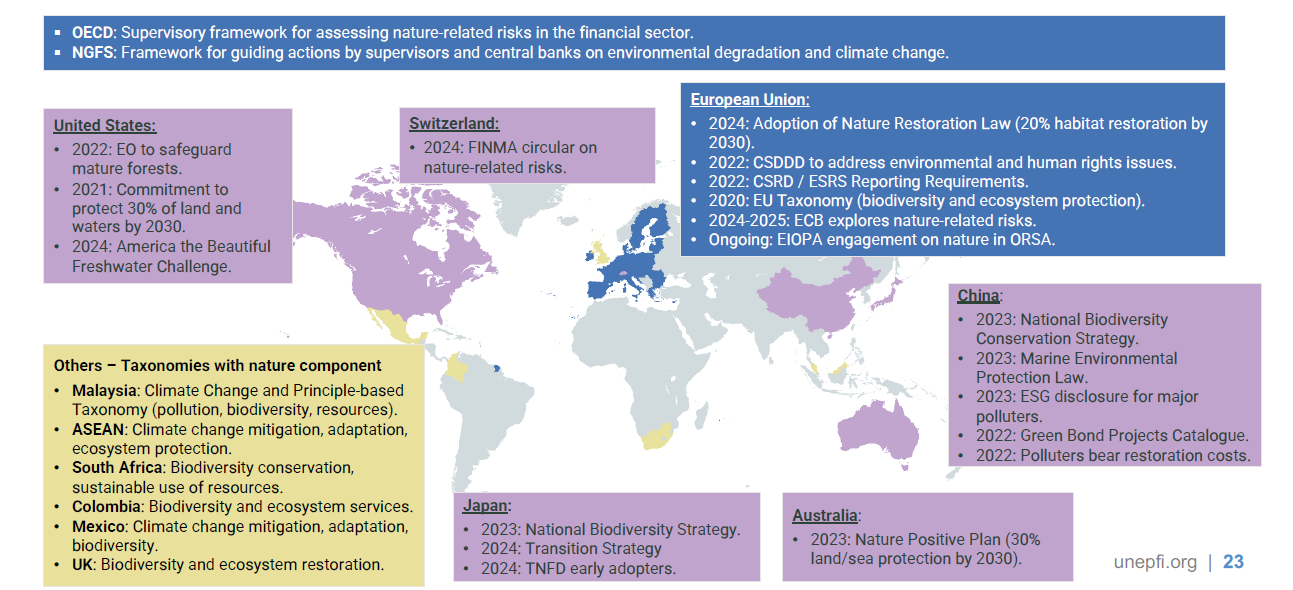 ▪ OECD: Supervisory framework for assessing nature-related risks in the financial sector.
▪ NGFS: Framework for guiding actions by supervisors and central banks on environmental degradation and climate change.
United States:
• 2022: EO to safeguard
mature forests.
• 2021: Commitment to
protect 30% of land and
waters by 2030.
• 2024: America the Beautiful
Freshwater Challenge.
Switzerland:
• 2024: FINMA circular on
nature-related risks.
European Union:
• 2024: Adoption of Nature Restoration Law (20% habitat restoration by
2030).
• 2022: CSDDD to address environmental and human rights issues.
• 2022: CSRD / ESRS Reporting Requirements.
• 2020: EU Taxonomy (biodiversity and ecosystem protection).
• 2024-2025: ECB explores nature-related risks.
• Ongoing: EIOPA engagement on nature in ORSA.
China:
• 2023: National Biodiversity
Conservation Strategy.
• 2023: Marine Environmental
Protection Law.
• 2023: ESG disclosure for major
polluters.
• 2022: Green Bond Projects Catalogue.
• 2022: Polluters bear restoration costs.
Others – Taxonomies with nature component
• Malaysia: Climate Change and Principle-based
Taxonomy (pollution, biodiversity, resources).
• ASEAN: Climate change mitigation, adaptation,
ecosystem protection.
• South Africa: Biodiversity conservation,
sustainable use of resources.
• Colombia: Biodiversity and ecosystem services.
• Mexico: Climate change mitigation, adaptation,
biodiversity.
• UK: Biodiversity and ecosystem restoration.
Japan:
• 2023: National Biodiversity Strategy.
• 2024: Transition Strategy
• 2024: TNFD early adopters.
Australia:
• 2023: Nature Positive Plan (30%
land/sea protection by 2030).
unepfi.org | 23